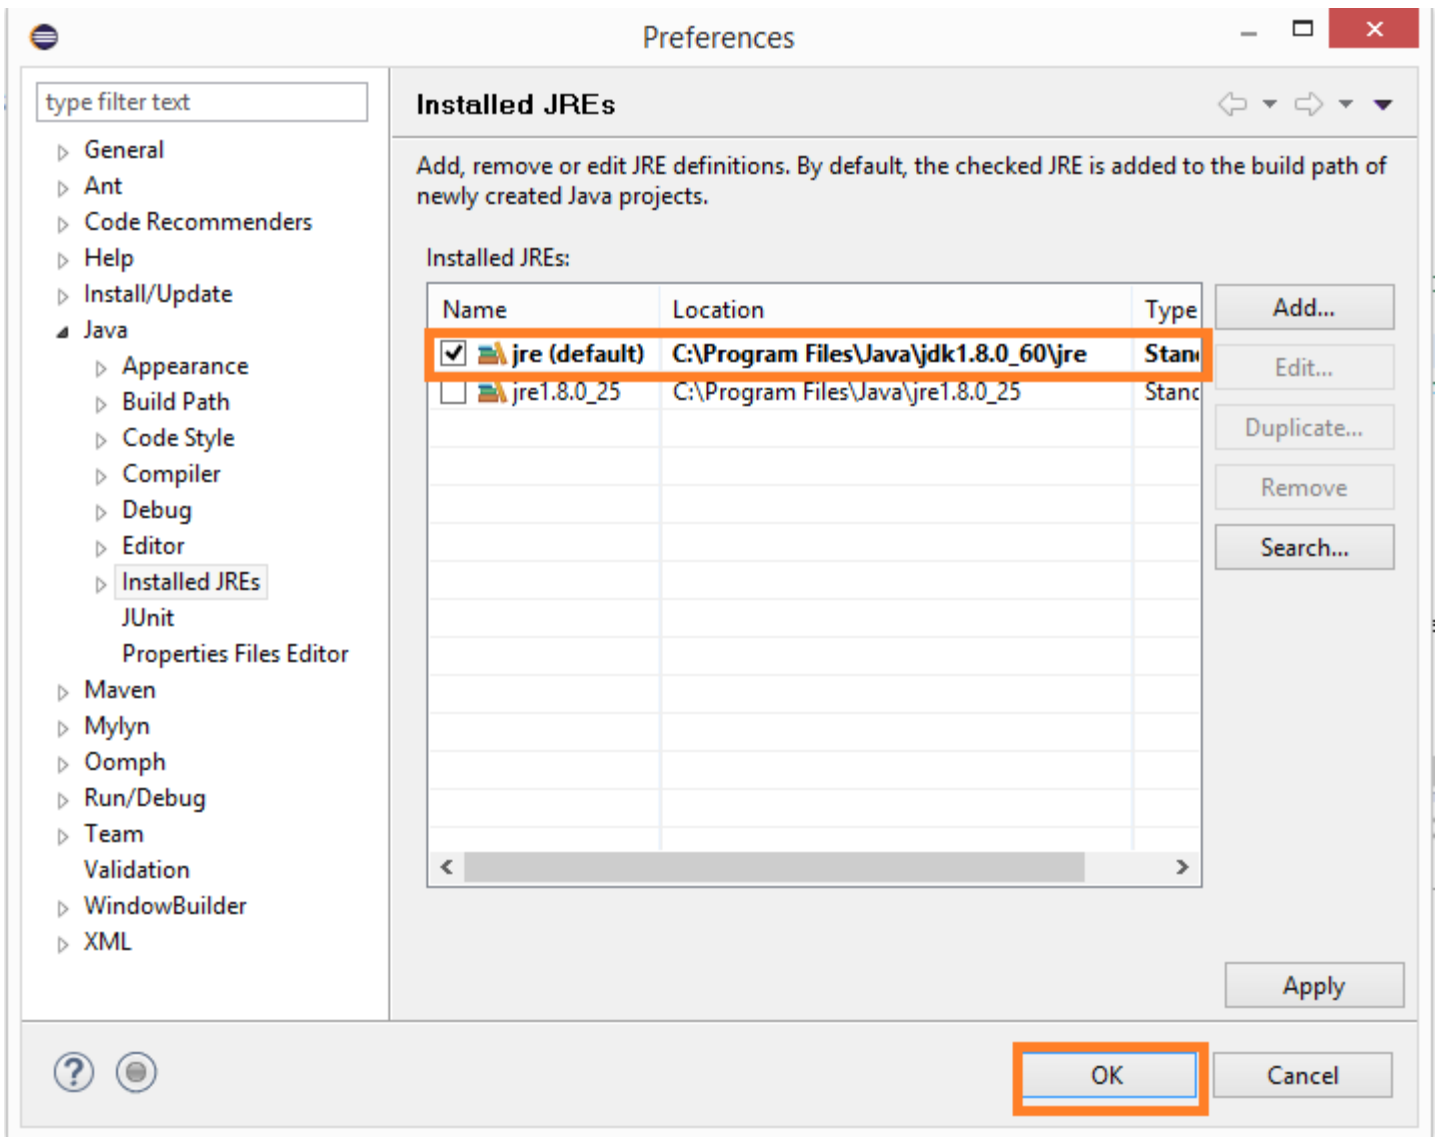 Preferences
type filter text
General
Ant
Code Recommenders
Help
Install/Update
Java
Appearance
Build Path
Code Style
Compiler
Debug
Editor
Installed JREs
JUnit
Properties Files Editor
Maven
Mylyn
Oomph
Run/Debug
Team
Validation
WindowBuilder
XML
Installed JREs
Add, remove or edit JRE definitions. By default, the checked JRE is added to the build path of
newly created Java projects.
Installed JREs:
Name Location Type
jre (default) C:\Program Files\Java\jdk1.8.0_60\jre Stan
jre1.8.0_25 C:\Program Files\Java\jre1.8.0_25 Stand
Add...
Edit...
Duplicate...
Remove
Search...
Apply
OK Cancel